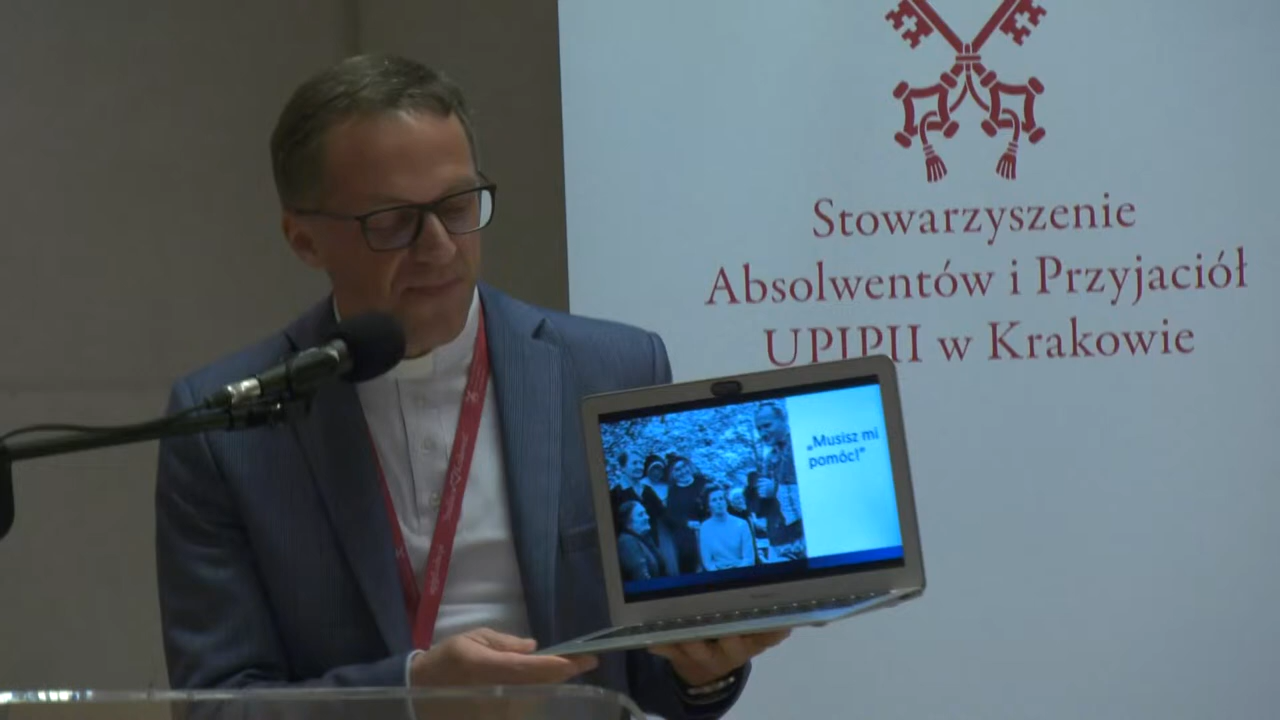 Stowarzyszenie
Absolwentów i Przyjaciół
UPJPII w Krakowie
„Musisz mi
pomóc!”